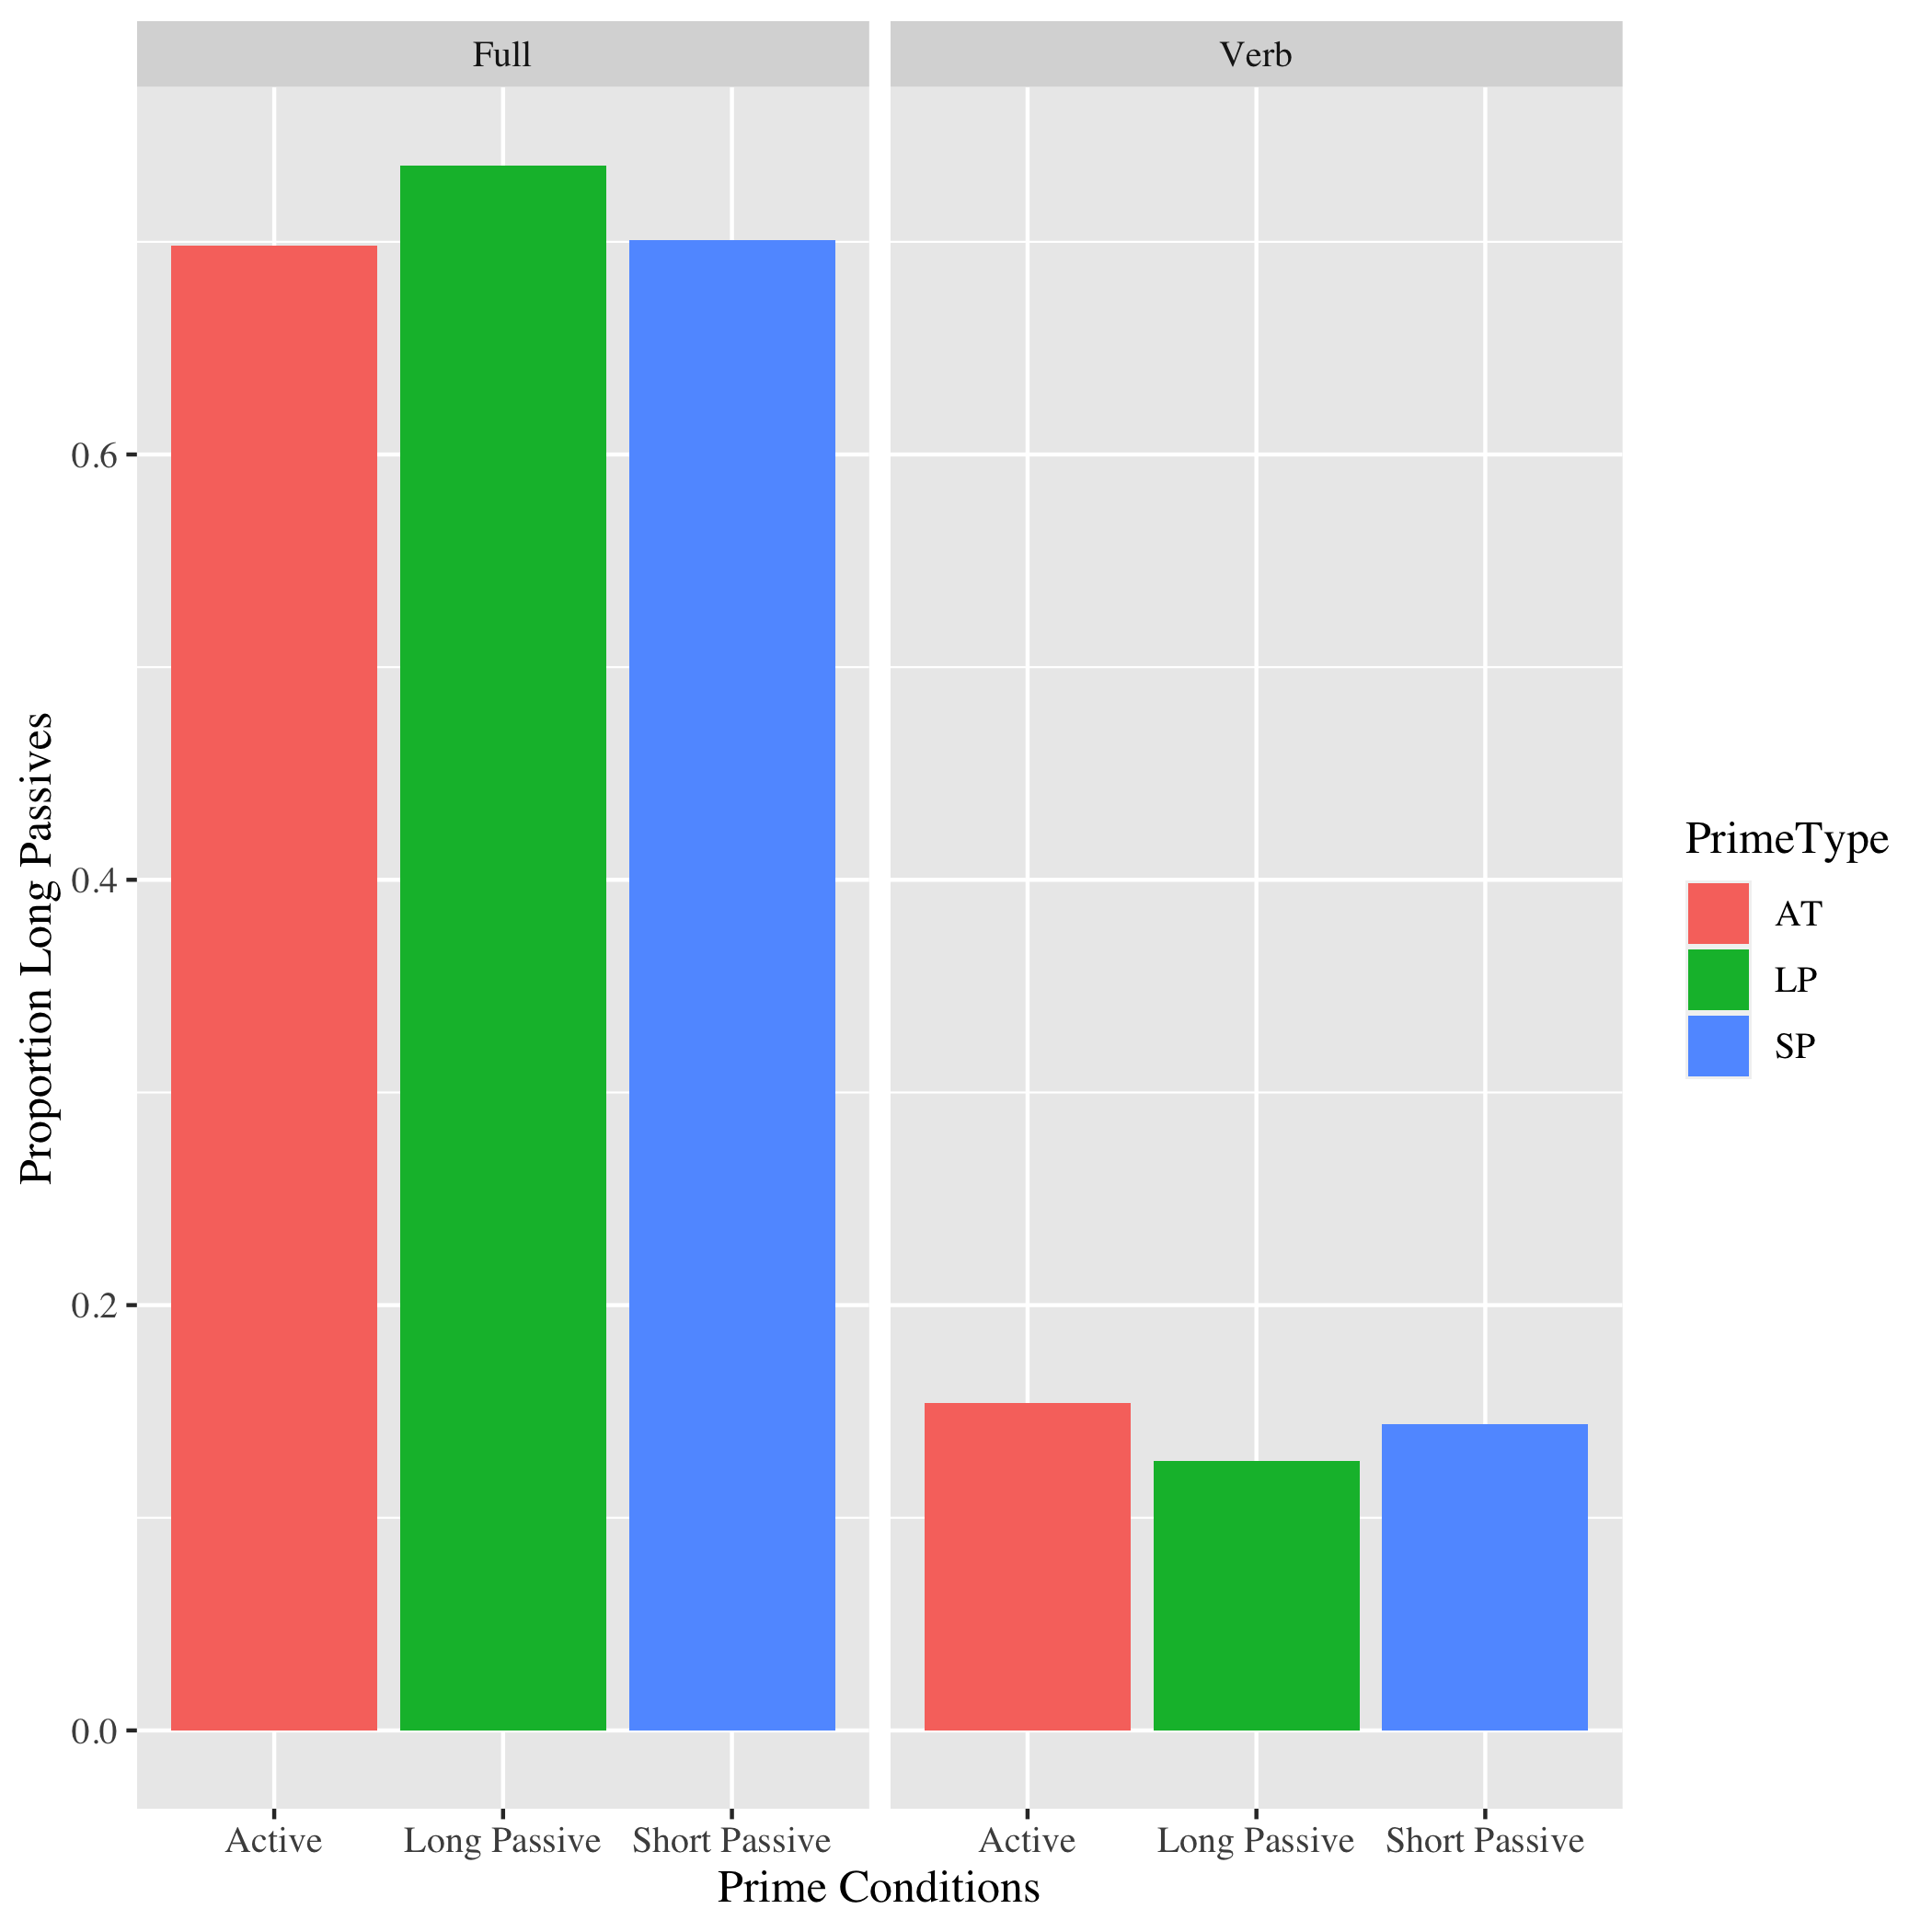 Full
Verb
Proportion Long Passives
0.6
0.4
0.2
0.0
Active Long Passive Short Passive
Active Long Passive Short Passive
Prime Conditions
PrimeType
AT
LP
SP